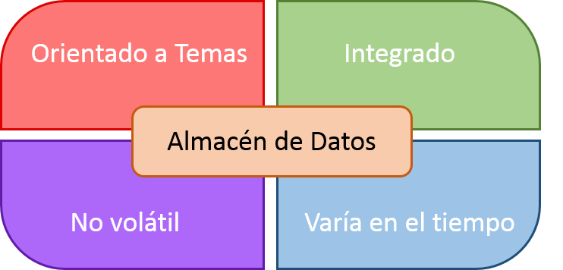 Orientado a Temas
Integrado
Almacén de Datos
No volátil
Varía en el tiempo